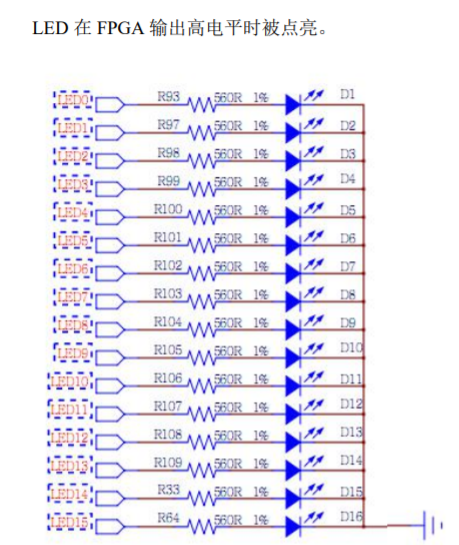 LED 在 FPGA 输出高电平时被点亮。
LED0 R93 560R 1% D1
LED1 R97 560R 1% D2
LED2 R98 560R 1% D3
LED3 R99 560R 1% D4
LED4 R100 560R 1% D5
LED5 R101 560R 1% D6
LED6 R102 560R 1% D7
LED7 R103 560R 1% D8
LED8 R104 560R 1% D9
LED9 R105 560R 1% D10
LED10 R106 560R 1% D11
LED11 R107 560R 1% D12
LED12 R108 560R 1% D13
LED13 R109 560R 1% D14
LED14 R33 560R 1% D15
LED15 R64 560R 1% D16